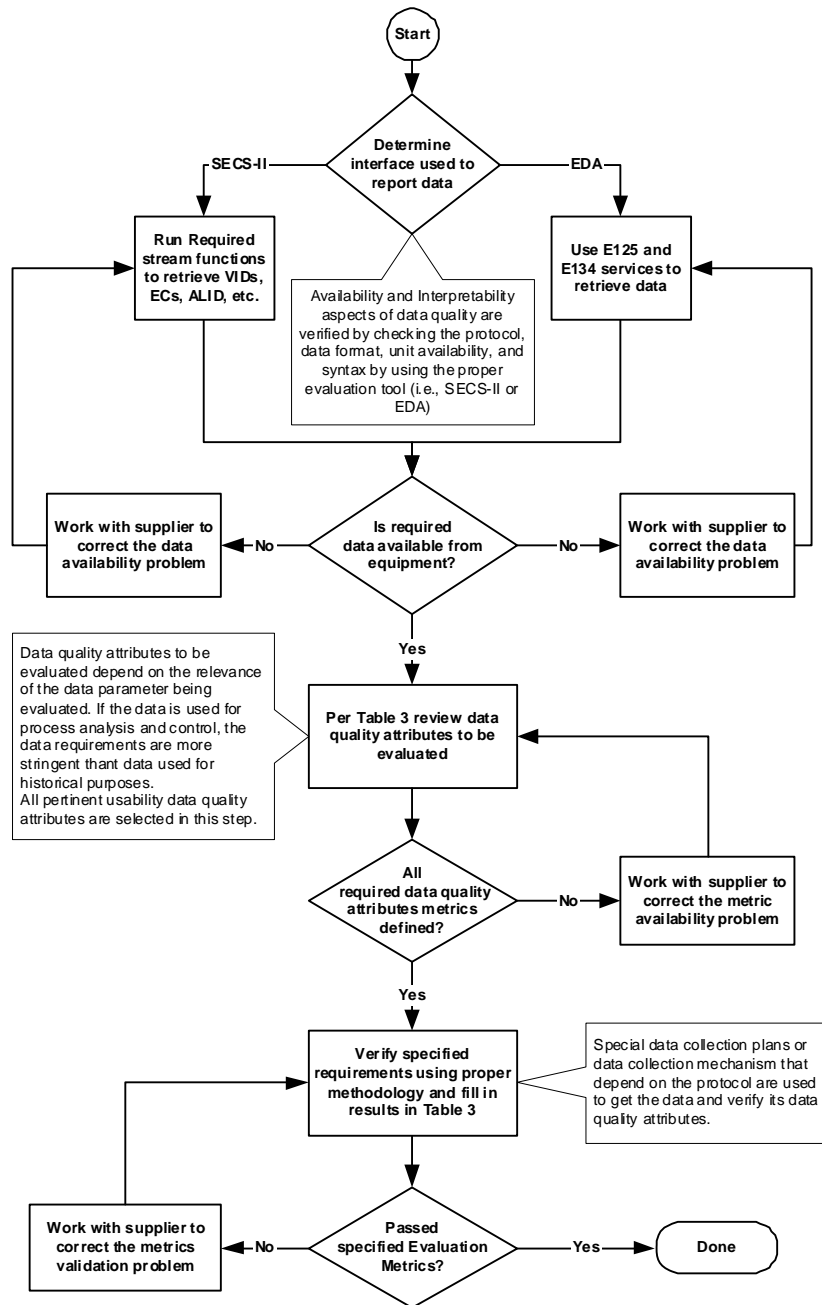 Start
Determine
interface used to
report data
SECS-II
EDA
Run Required
stream functions
to retrieve VIDs,
ECs, ALID, etc.
Use E125 and
E134 services to
retrieve data
Availability and Interpretability
aspects of data quality are
verified by checking the protocol,
data format, unit availability, and
syntax by using the proper
evaluation tool (i.e., SECS-II or
EDA)
Work with supplier to
correct the data
availability problem
No
Is required
data available from
equipment?
No
Work with supplier to
correct the data
availability problem
Yes
Data quality attributes to be
evaluated depend on the relevance
of the data parameter being
evaluated. If the data is used for
process analysis and control, the
data requirements are more
stringent thant data used for
historical purposes.
All pertinent usability data quality
attributes are selected in this step.
Per Table 3 review data
quality attributes to be
evaluated
All
required data quality
attributes metrics
defined?
No
Work with supplier to
correct the metric
availability problem
Yes
Verify specified
requirements using proper
methodology and fill in
results in Table 3
Special data collection plans or
data collection mechanism that
depend on the protocol are used
to get the data and verify its data
quality attributes.
Work with supplier to
correct the metrics
validation problem
No
Passed
specified Evaluation
Metrics?
Yes
Done